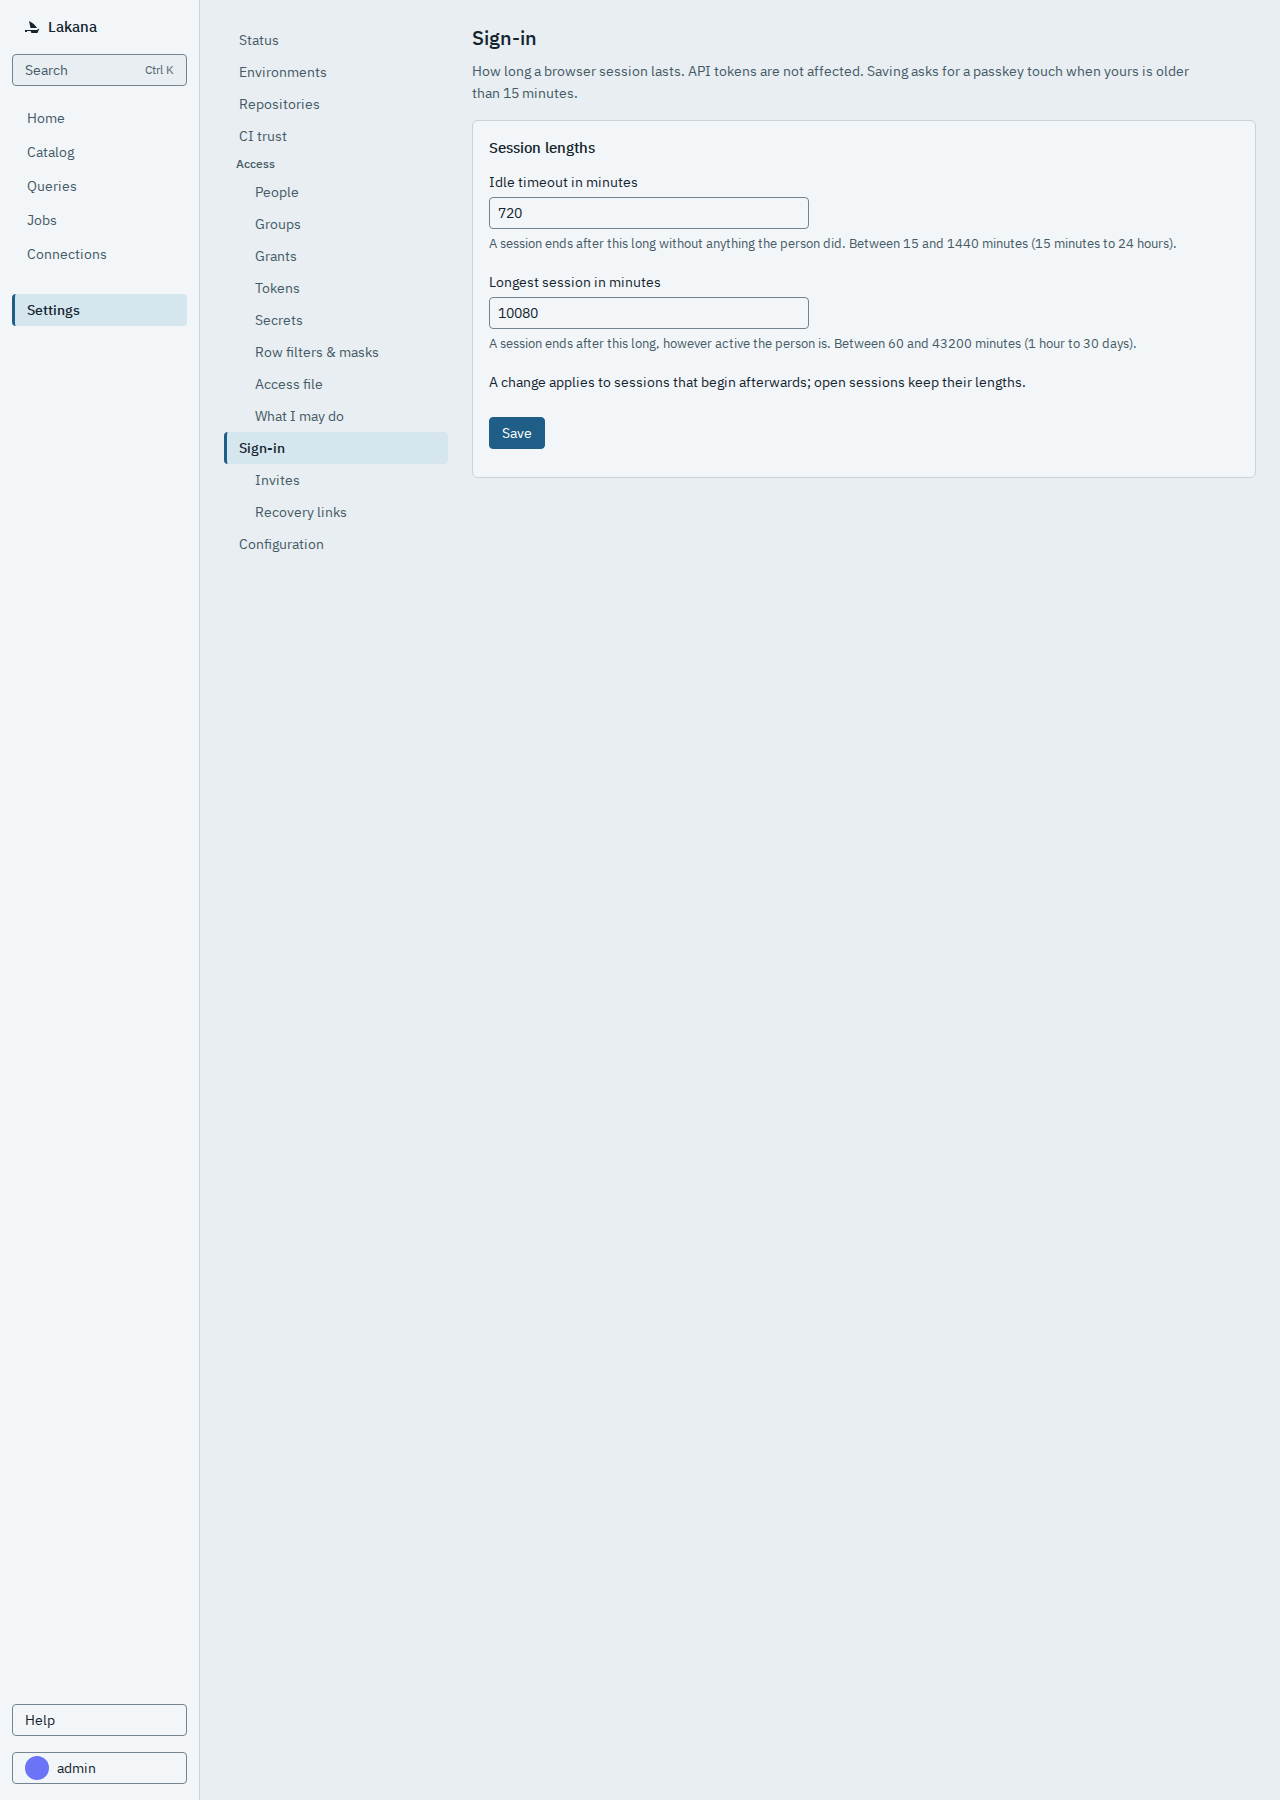 Lakana
Search Ctrl K
Home
Catalog
Queries
Jobs
Connections
Settings
Help
admin
Status
Environments
Repositories
CI trust
Access
People
Groups
Grants
Tokens
Secrets
Row filters & masks
Access file
What I may do
Sign-in
Invites
Recovery links
Configuration
Sign-in
How long a browser session lasts. API tokens are not affected. Saving asks for a passkey touch when yours is older
than 15 minutes.
Session lengths
Idle timeout in minutes
720
A session ends after this long without anything the person did. Between 15 and 1440 minutes (15 minutes to 24 hours).
Longest session in minutes
10080
A session ends after this long, however active the person is. Between 60 and 43200 minutes (1 hour to 30 days).
A change applies to sessions that begin afterwards; open sessions keep their lengths.
Save